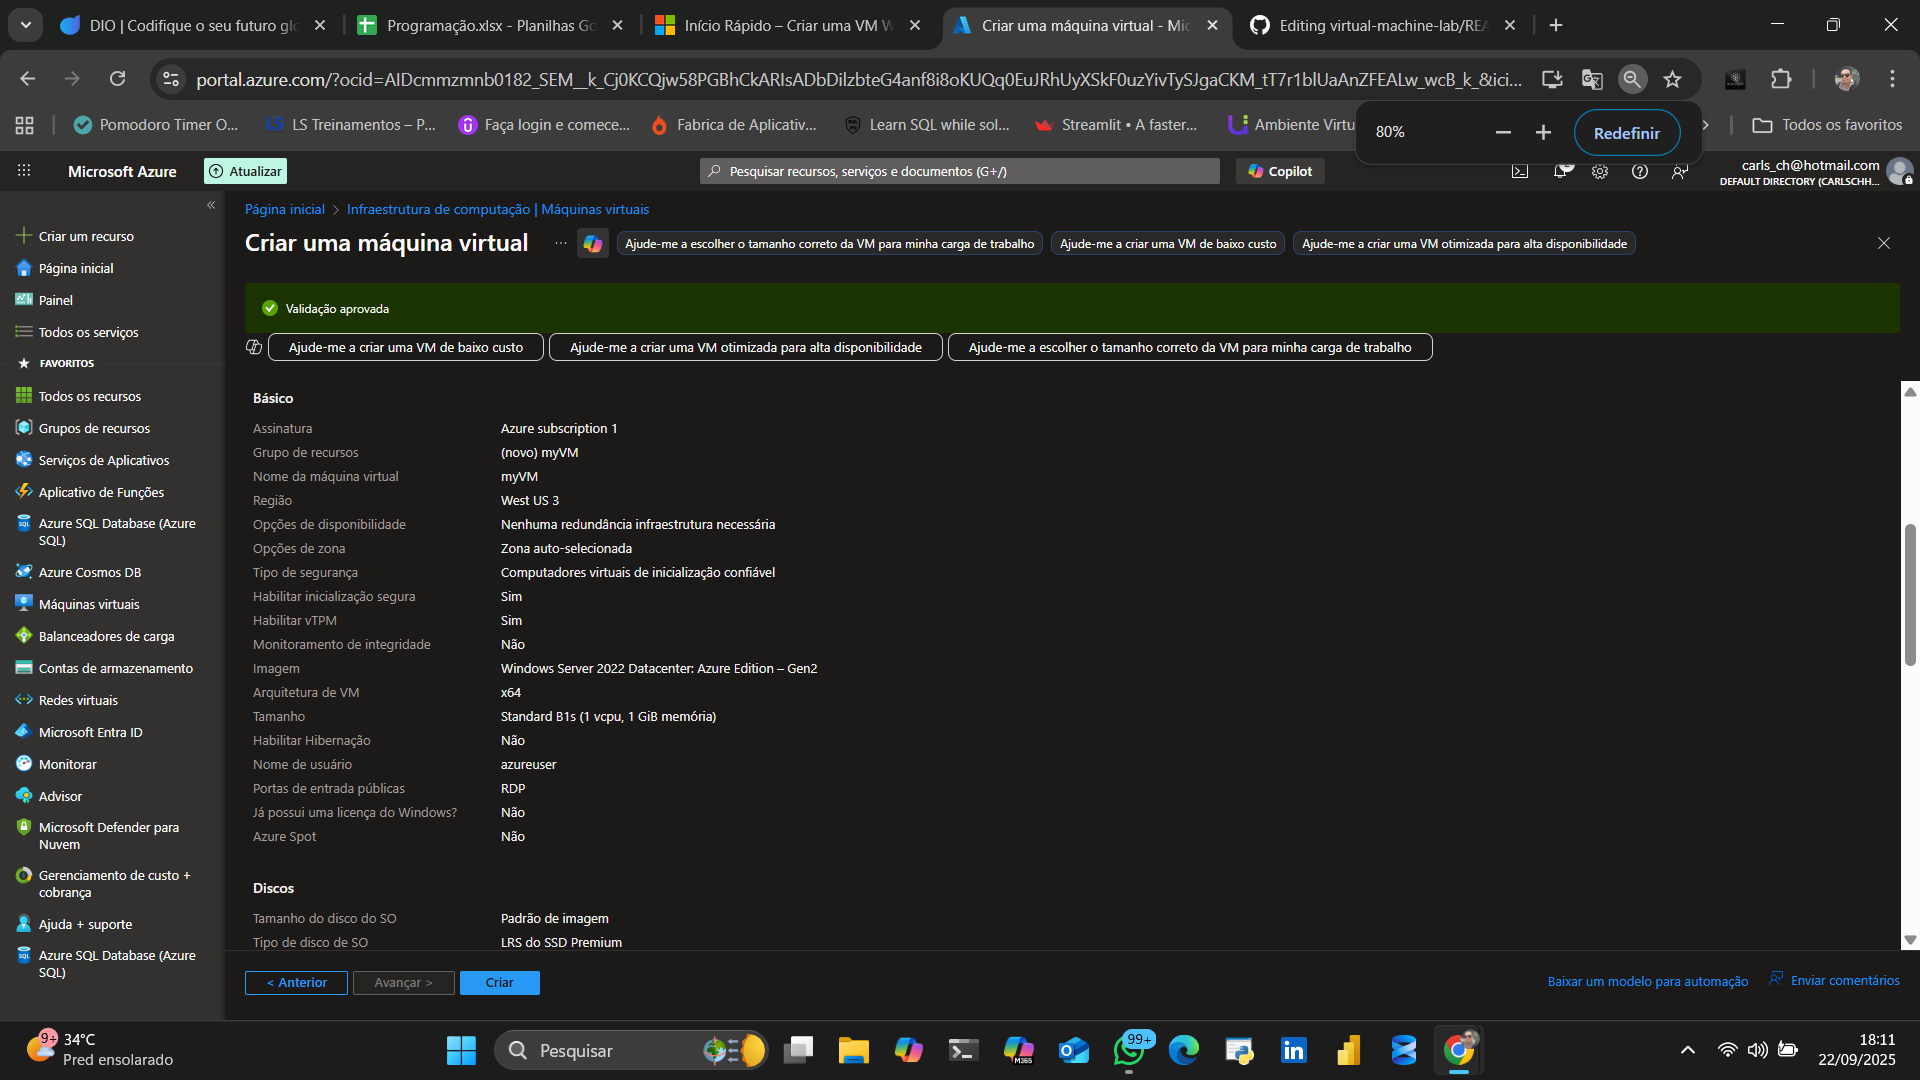 DIO | Codifique o seu futuro glo
Programação.xlsx - Planilhas Go
Início Rápido – Criar uma VM W
Criar uma máquina virtual - Mic
Editing virtual-machine-lab/REA
portal.azure.com/?ocid=AIDcmmzmnb0182_SEM__k_Cj0KCQjw58PGBhCkARIsADbDilzbteG4anf8i8oKUQq0EuJRhUyXSkF0uzYivTySJgaCKM_tT7r1blUaAnZFEALw_wcB_k_&ici...
Pomodoro Timer O...
LS Treinamentos – P...
Faça login e comece...
Fabrica de Aplicativ...
Learn SQL while sol...
Streamlit • A faster...
Ambiente Virtu
Todos os favoritos
80%
Redefinir
Microsoft Azure
Atualizar
Pesquisar recursos, serviços e documentos (G+/)
Copilot
carls_ch@hotmail.com
DEFAULT DIRECTORY (CARLSCHH...
Criar um recurso
Página inicial
Painel
Todos os serviços
FAVORITOS
Todos os recursos
Grupos de recursos
Serviços de Aplicativos
Aplicativo de Funções
Azure SQL Database (Azure
SQL)
Azure Cosmos DB
Máquinas virtuais
Balanceadores de carga
Contas de armazenamento
Redes virtuais
Microsoft Entra ID
Monitorar
Advisor
Microsoft Defender para
Nuvem
Gerenciamento de custo +
cobrança
Ajuda + suporte
Azure SQL Database (Azure
SQL)
Página inicial > Infraestrutura de computação | Máquinas virtuais
Criar uma máquina virtual
Ajude-me a escolher o tamanho correto da VM para minha carga de trabalho
Ajude-me a criar uma VM de baixo custo
Ajude-me a criar uma VM otimizada para alta disponibilidade
Validação aprovada
Ajude-me a criar uma VM de baixo custo
Ajude-me a criar uma VM otimizada para alta disponibilidade
Ajude-me a escolher o tamanho correto da VM para minha carga de trabalho
Básico
Assinatura Azure subscription 1
Grupo de recursos (novo) myVM
Nome da máquina virtual myVM
Região West US 3
Opções de disponibilidade Nenhuma redundância infraestrutura necessária
Opções de zona Zona auto-selecionada
Tipo de segurança Computadores virtuais de inicialização confiável
Habilitar inicialização segura Sim
Habilitar vTPM Sim
Monitoramento de integridade Não
Imagem Windows Server 2022 Datacenter: Azure Edition – Gen2
Arquitetura de VM x64
Tamanho Standard B1s (1 vcpu, 1 GiB memória)
Habilitar Hibernação Não
Nome de usuário azureuser
Portas de entrada públicas RDP
Já possui uma licença do Windows? Não
Azure Spot Não
Discos
Tamanho do disco do SO Padrão de imagem
Tipo de disco de SO LRS do SSD Premium
< Anterior
Avançar >
Criar
Baixar um modelo para automação
Enviar comentários
9+
34°C
Pred ensolarado
Pesquisar
M365
99+
18:11
22/09/2025